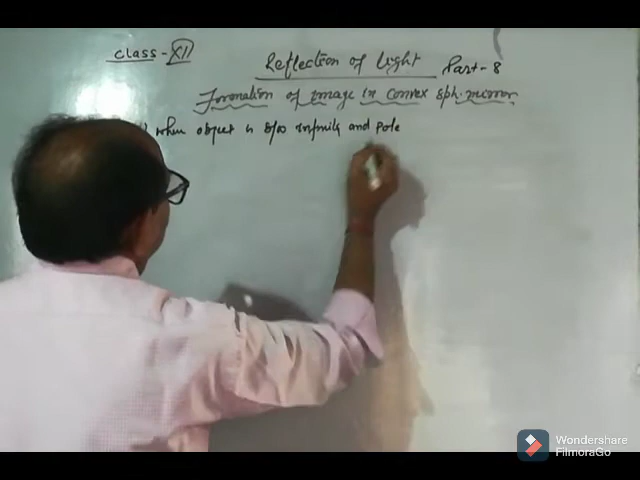 Class - XI
Reflection of Light
Part - 8
Formation of Image in Convex Sph. mirror
when object is b/w infinity and pole
Wondershare
FilmoraGo